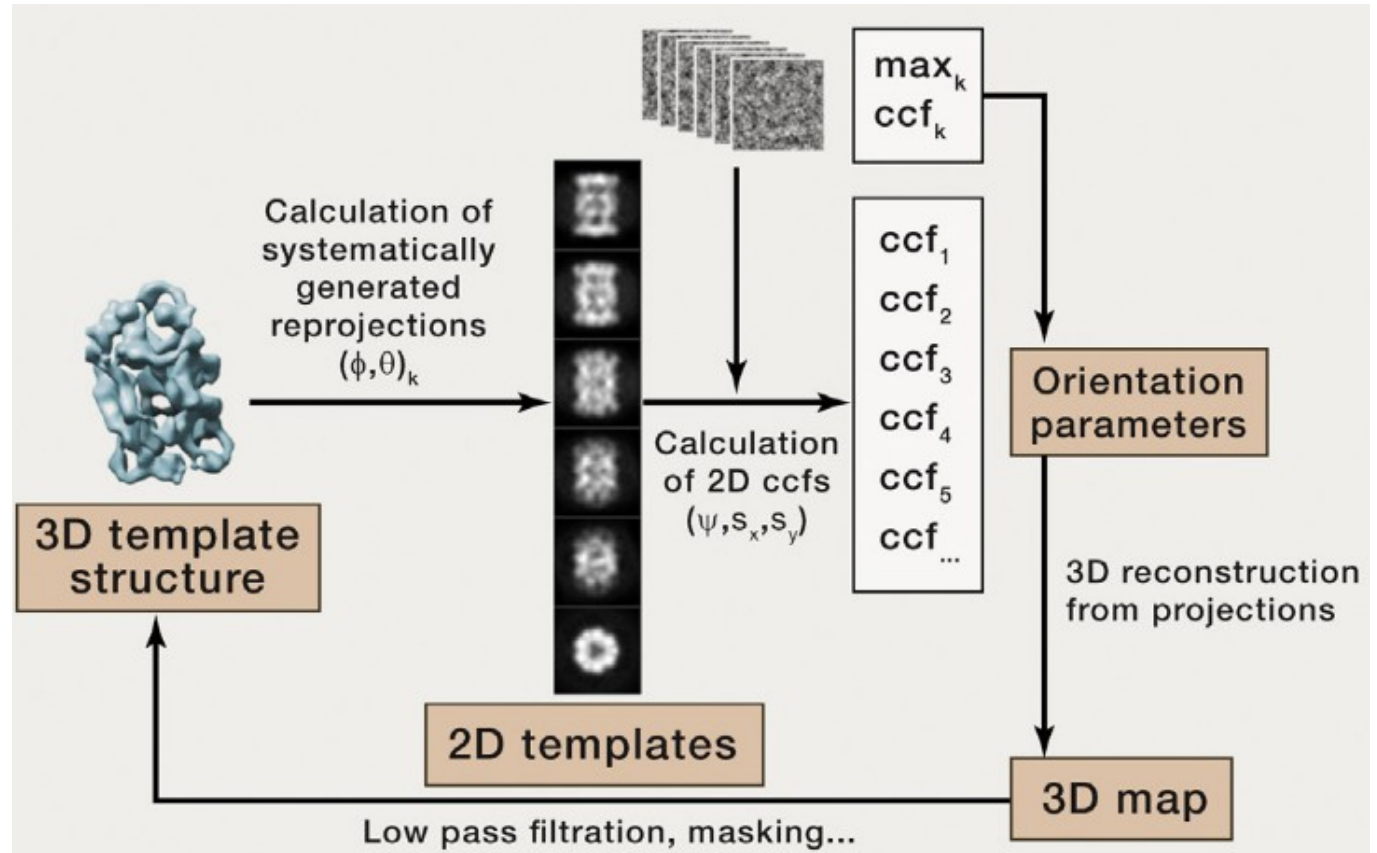 max_k
ccf_k
Calculation of
systematically
generated
reprojections
(ϕ,θ)_k
ccf_1
ccf_2
ccf_3
ccf_4
ccf_5
ccf_...
Calculation
of 2D ccfs
(ψ,s_x,s_y)
Orientation
parameters
3D template
structure
3D reconstruction
from projections
2D templates
3D map
Low pass filtration, masking...